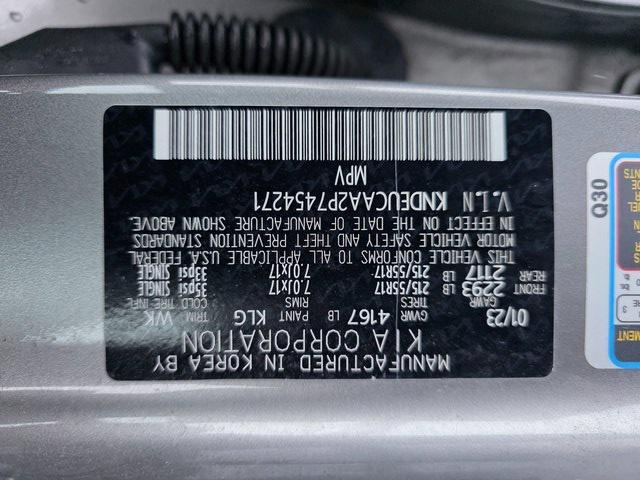 MANUFACTURED IN KOREA BY
KIA CORPORATION
01/23 GVWR 4167 LB PAINT KLG TRIM WK
GAWR TIRES RIMS COLD TIRE INFL
FRONT 2293 LB 215/55R17 7.0Jx17 35psi SINGLE
REAR 2117 LB 215/55R17 7.0Jx17 33psi SINGLE
THIS VEHICLE CONFORMS TO ALL APPLICABLE U.S.A. FEDERAL
MOTOR VEHICLE SAFETY AND THEFT PREVENTION STANDARDS
IN EFFECT ON THE DATE OF MANUFACTURE SHOWN ABOVE.
V.I.N KNDEUCAA2P7454271
MPV
Q30